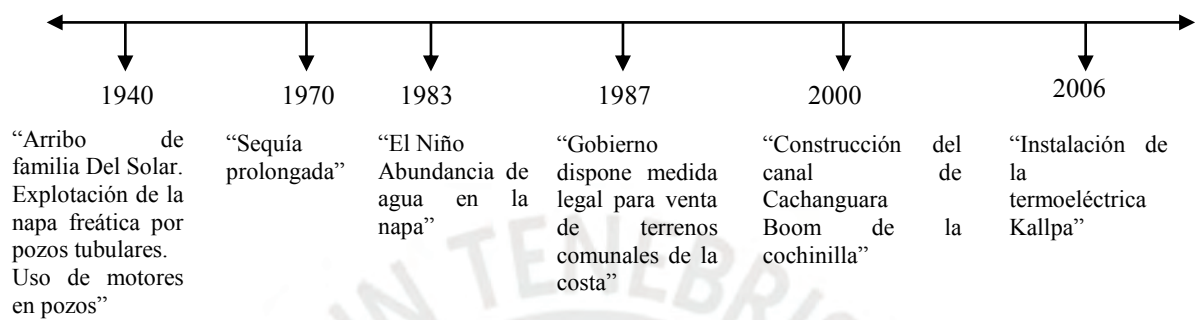 1940
1970
1983
1987
2000
2006
“Arribo de
familia Del Solar.
Explotación de la
napa freática por
pozos tubulares.
Uso de motores
en pozos”
“Sequía
prolongada”
“El Niño
Abundancia de
agua en la
napa”
“Gobierno
dispone medida
legal para venta
de terrenos
comunales de la
costa”
“Construcción del
canal de
Cachanguara
Boom de la
cochinilla”
“Instalación de
la
termoeléctrica
Kallpa”
IN TENEBRI